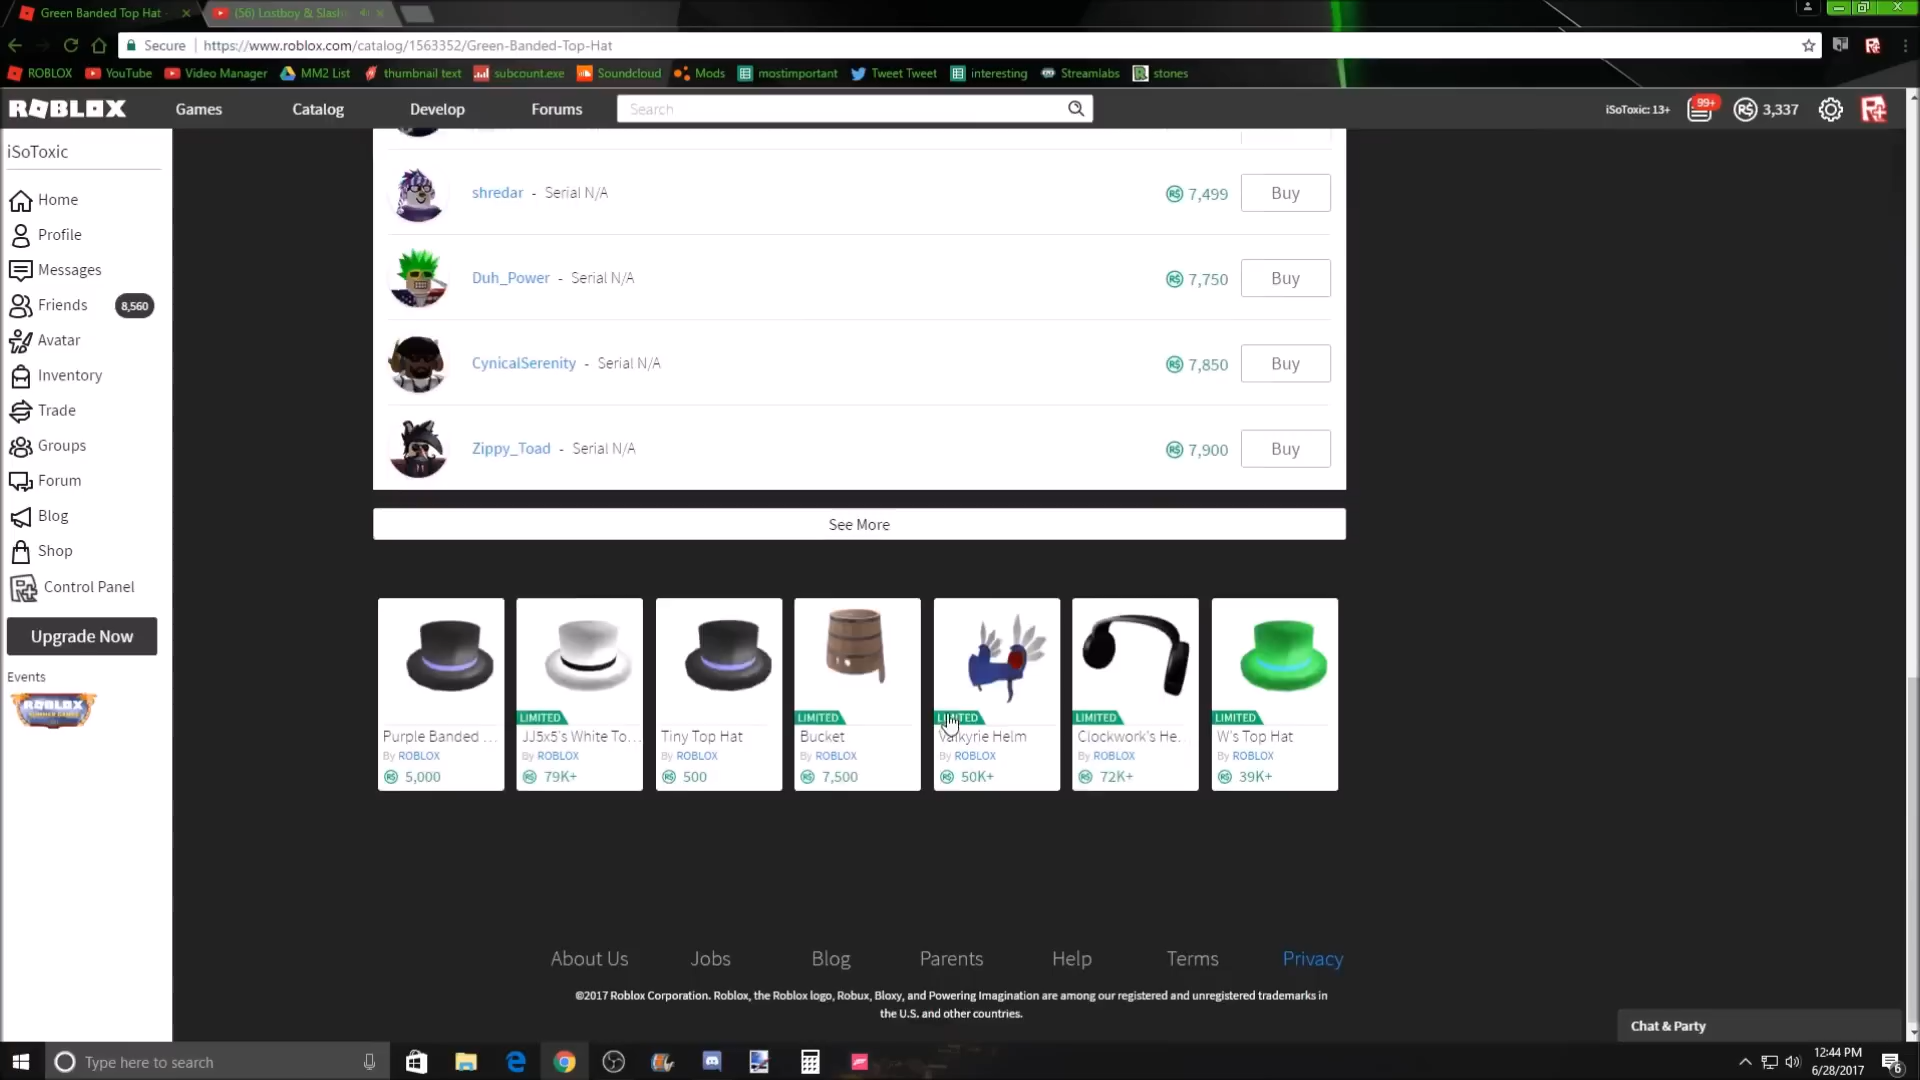 Green Banded Top Hat -
(56) Lostboy & Slash
Secure
https://www.roblox.com/catalog/1563352/Green-Banded-Top-Hat
ROBLOX YouTube Video Manager MM2 List thumbnail text subcount.exe Soundcloud Mods mostimportant Tweet Tweet interesting Streamlabs stones
ROBLOX Games Catalog Develop Forums Search iSoToxic: 13+ 99+ R$ 3,337
iSoToxic
Home
Profile
Messages
Friends 8,560
Avatar
Inventory
Trade
Groups
Forum
Blog
Shop
Control Panel
Upgrade Now
Events
ROBLOX
shredar - Serial N/A R$ 7,499 Buy
Duh_Power - Serial N/A R$ 7,750 Buy
CynicalSerenity - Serial N/A R$ 7,850 Buy
Zippy_Toad - Serial N/A R$ 7,900 Buy
See More
LIMITED LIMITED LIMITED LIMITED LIMITED
Purple Banded ... JJ5x5's White To... Tiny Top Hat Bucket Valkyrie Helm Clockwork's He... W's Top Hat
By ROBLOX By ROBLOX By ROBLOX By ROBLOX By ROBLOX By ROBLOX By ROBLOX
R$ 5,000 R$ 79K+ R$ 500 R$ 7,500 R$ 50K+ R$ 72K+ R$ 39K+
About Us Jobs Blog Parents Help Terms Privacy
©2017 Roblox Corporation. Roblox, the Roblox logo, Robux, Bloxy, and Powering Imagination are among our registered and unregistered trademarks in
the U.S. and other countries.
Chat & Party
Type here to search
12:44 PM
6/28/2017
6